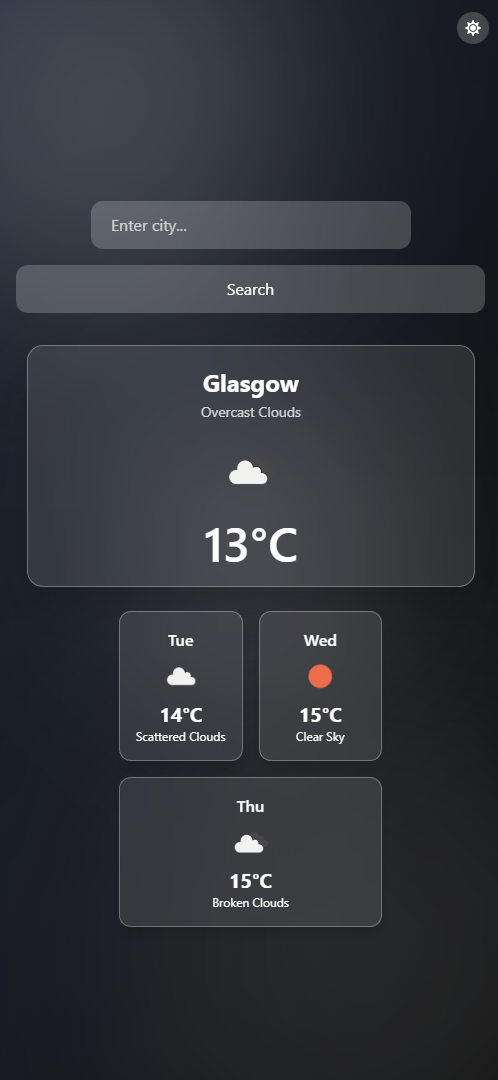 Enter city...
Search
Glasgow
Overcast Clouds
13°C
Tue
14°C
Scattered Clouds
Wed
15°C
Clear Sky
Thu
15°C
Broken Clouds